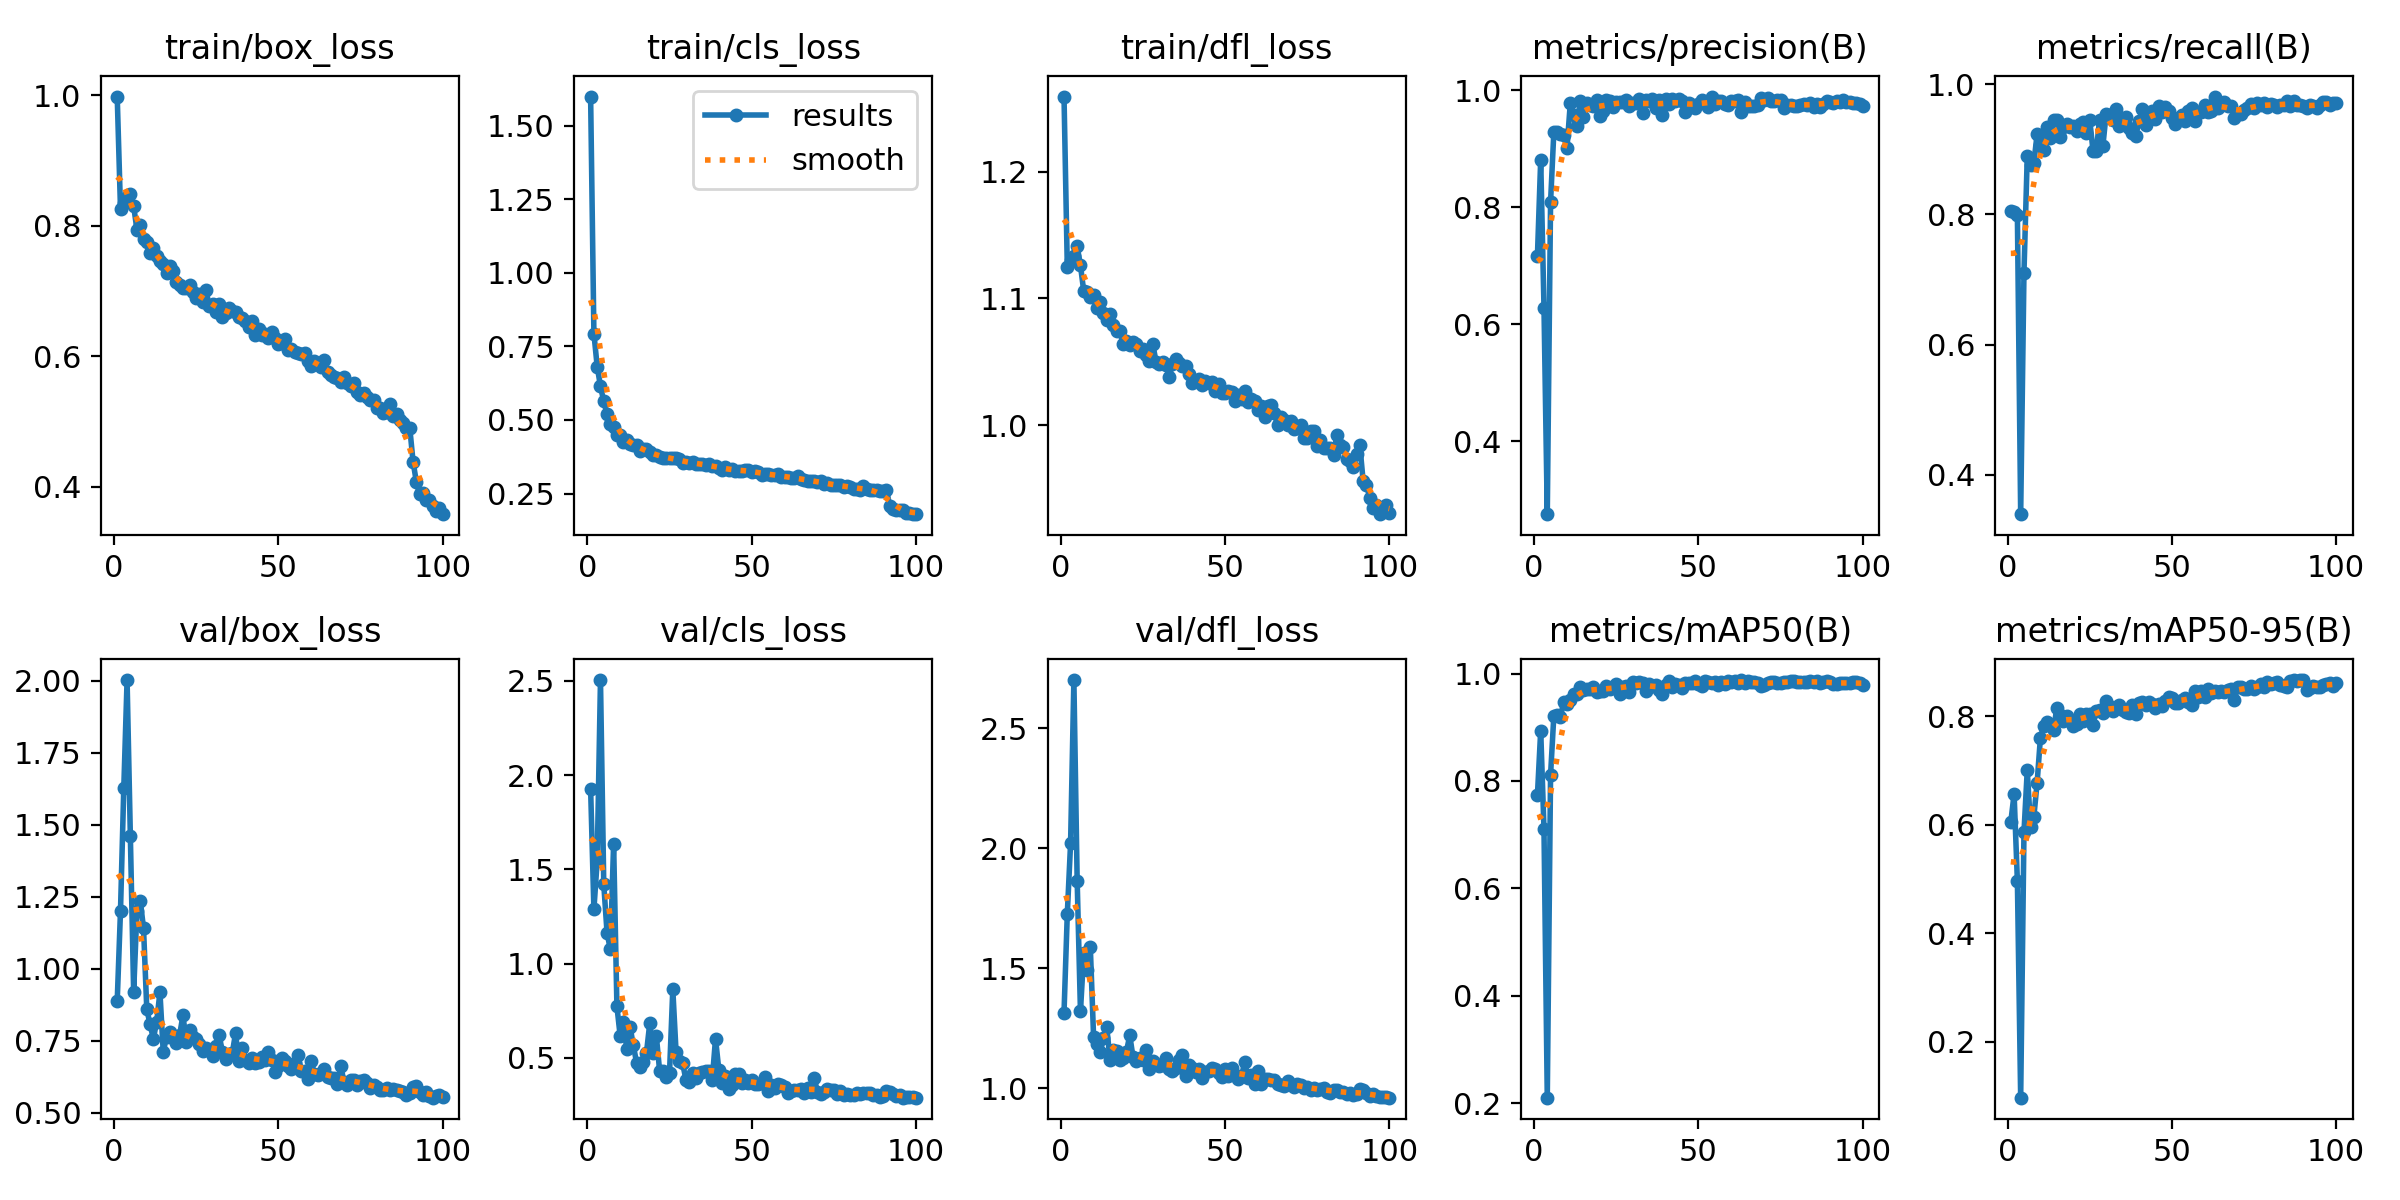 train/box_loss
1.0
0.8
0.6
0.4
0 50 100
train/cls_loss
results
smooth
1.50
1.25
1.00
0.75
0.50
0.25
0 50 100
train/dfl_loss
1.2
1.1
1.0
0 50 100
metrics/precision(B)
1.0
0.8
0.6
0.4
0 50 100
metrics/recall(B)
1.0
0.8
0.6
0.4
0 50 100
val/box_loss
2.00
1.75
1.50
1.25
1.00
0.75
0.50
0 50 100
val/cls_loss
2.5
2.0
1.5
1.0
0.5
0 50 100
val/dfl_loss
2.5
2.0
1.5
1.0
0 50 100
metrics/mAP50(B)
1.0
0.8
0.6
0.4
0.2
0 50 100
metrics/mAP50-95(B)
0.8
0.6
0.4
0.2
0 50 100